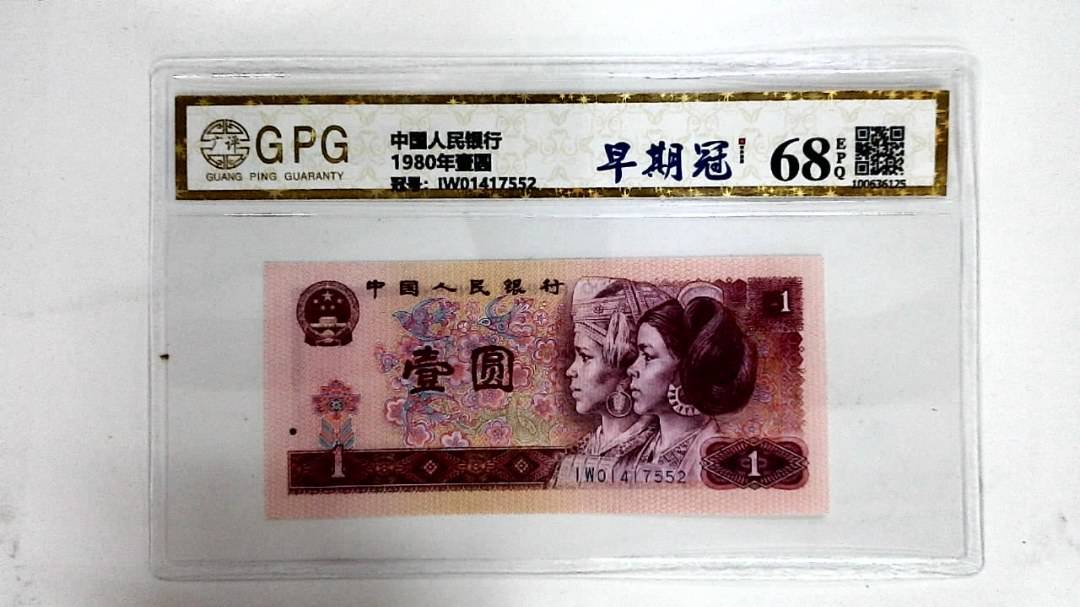 广评
GPG
GUANG PING GUARANTY
中国人民银行
1980年壹圆
冠号：IW01417552
早期冠
68
EPQ
100636125
中国人民银行
1
壹圆
1
IW01417552
1